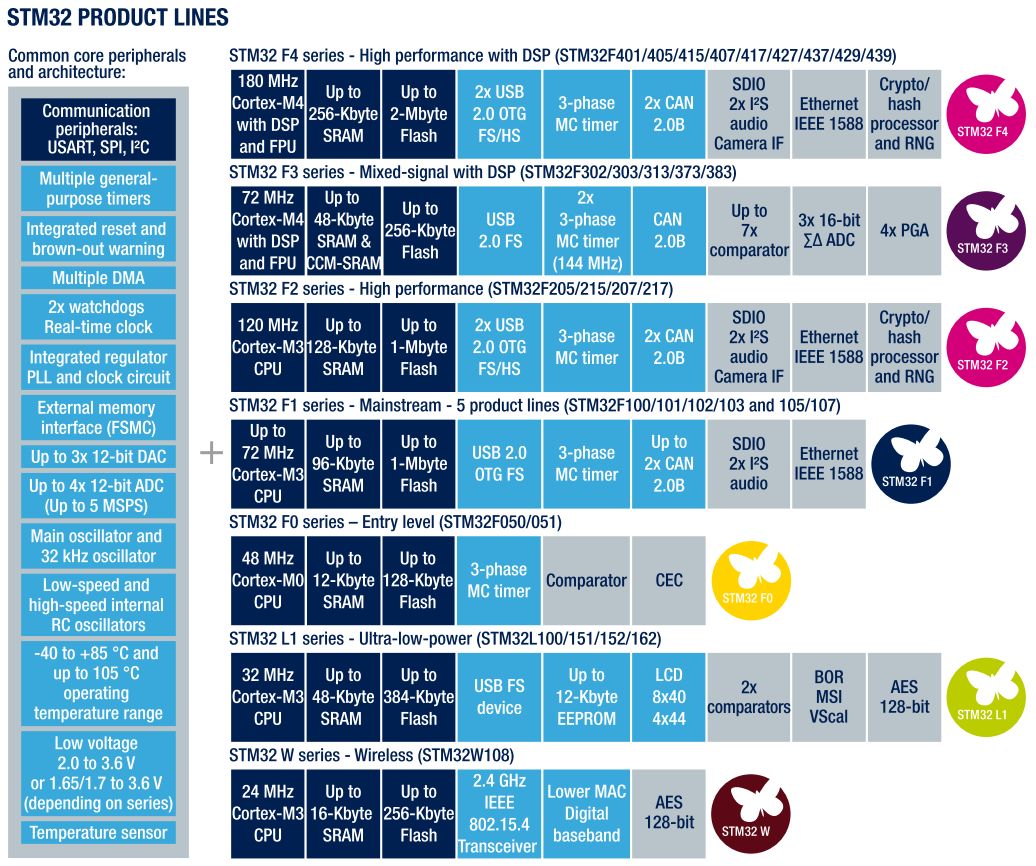 STM32 PRODUCT LINES
Common core peripherals
and architecture:
Communication
peripherals:
USART, SPI, I²C
Multiple general-
purpose timers
Integrated reset and
brown-out warning
Multiple DMA
2x watchdogs
Real-time clock
Integrated regulator
PLL and clock circuit
External memory
interface (FSMC)
Up to 3x 12-bit DAC
Up to 4x 12-bit ADC
(Up to 5 MSPS)
Main oscillator and
32 kHz oscillator
Low-speed and
high-speed internal
RC oscillators
-40 to +85 °C and
up to 105 °C
operating
temperature range
Low voltage
2.0 to 3.6 V
or 1.65/1.7 to 3.6 V
(depending on series)
Temperature sensor
+
STM32 F4 series - High performance with DSP (STM32F401/405/415/407/417/427/437/429/439)
180 MHz
Cortex-M4
with DSP
and FPU
Up to
256-Kbyte
SRAM
Up to
2-Mbyte
Flash
2x USB
2.0 OTG
FS/HS
3-phase
MC timer
2x CAN
2.0B
SDIO
2x I²S
audio
Camera IF
Ethernet
IEEE 1588
Crypto/
hash
processor
and RNG
STM32 F4
STM32 F3 series - Mixed-signal with DSP (STM32F302/303/313/373/383)
72 MHz
Cortex-M4
with DSP
and FPU
Up to
48-Kbyte
SRAM &
CCM-SRAM
Up to
256-Kbyte
Flash
USB
2.0 FS
2x
3-phase
MC timer
(144 MHz)
CAN
2.0B
Up to
7x
comparator
3x 16-bit
ΣΔ ADC
4x PGA
STM32 F3
STM32 F2 series - High performance (STM32F205/215/207/217)
120 MHz
Cortex-M3
CPU
Up to
128-Kbyte
SRAM
Up to
1-Mbyte
Flash
2x USB
2.0 OTG
FS/HS
3-phase
MC timer
2x CAN
2.0B
SDIO
2x I²S
audio
Camera IF
Ethernet
IEEE 1588
Crypto/
hash
processor
and RNG
STM32 F2
STM32 F1 series - Mainstream - 5 product lines (STM32F100/101/102/103 and 105/107)
Up to
72 MHz
Cortex-M3
CPU
Up to
96-Kbyte
SRAM
Up to
1-Mbyte
Flash
USB 2.0
OTG FS
3-phase
MC timer
Up to
2x CAN
2.0B
SDIO
2x I²S
audio
Ethernet
IEEE 1588
STM32 F1
STM32 F0 series – Entry level (STM32F050/051)
48 MHz
Cortex-M0
CPU
Up to
12-Kbyte
SRAM
Up to
128-Kbyte
Flash
3-phase
MC timer
Comparator
CEC
STM32 F0
STM32 L1 series - Ultra-low-power (STM32L100/151/152/162)
32 MHz
Cortex-M3
CPU
Up to
48-Kbyte
SRAM
Up to
384-Kbyte
Flash
USB FS
device
Up to
12-Kbyte
EEPROM
LCD
8x40
4x44
2x
comparators
BOR
MSI
VScal
AES
128-bit
STM32 L1
STM32 W series - Wireless (STM32W108)
24 MHz
Cortex-M3
CPU
Up to
16-Kbyte
SRAM
Up to
256-Kbyte
Flash
2.4 GHz
IEEE
802.15.4
Transceiver
Lower MAC
Digital
baseband
AES
128-bit
STM32 W